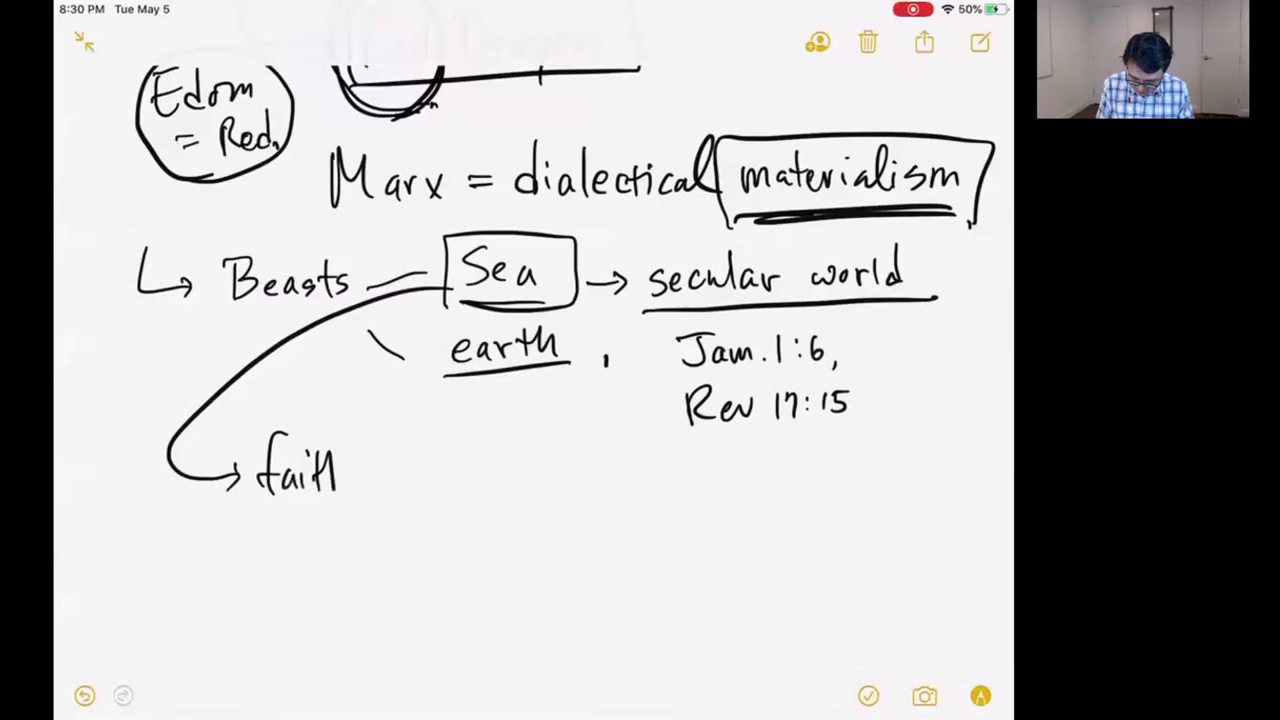 8:30 PM Tue May 5
50%
Edom
= Red.
Marx = dialectical materialism
↳ Beasts Sea → secular world
earth , Jam. 1:6,
Rev 17:15
→ faith